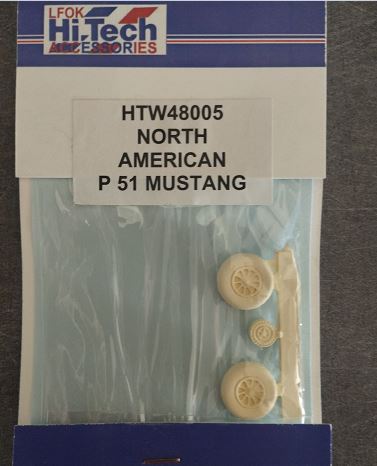 LFOK
Hi.Tech
ACCESSORIES
HTW48005
NORTH
AMERICAN
P 51 MUSTANG